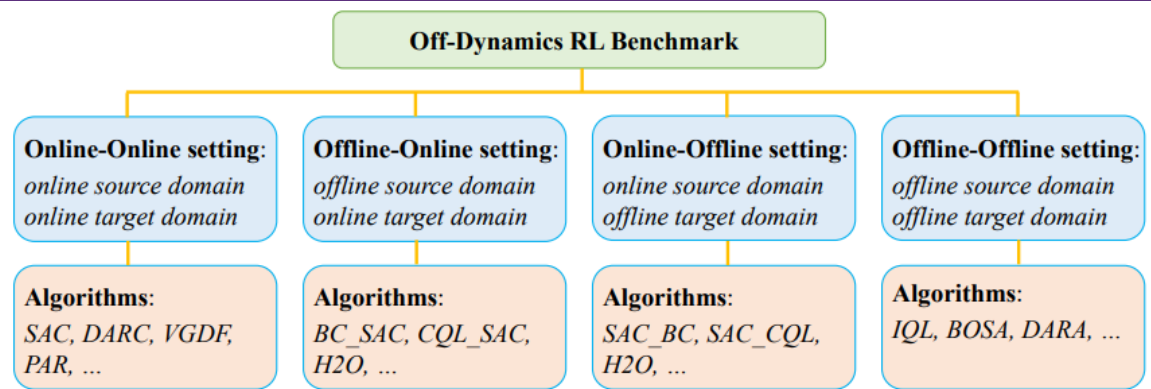 Off-Dynamics RL Benchmark
Online-Online setting:
online source domain
online target domain
Offline-Online setting:
offline source domain
online target domain
Online-Offline setting:
online source domain
offline target domain
Offline-Offline setting:
offline source domain
offline target domain
Algorithms:
SAC, DARC, VGDF,
PAR, ...
Algorithms:
BC_SAC, CQL_SAC,
H2O, ...
Algorithms:
SAC_BC, SAC_CQL,
H2O, ...
Algorithms:
IQL, BOSA, DARA, ...